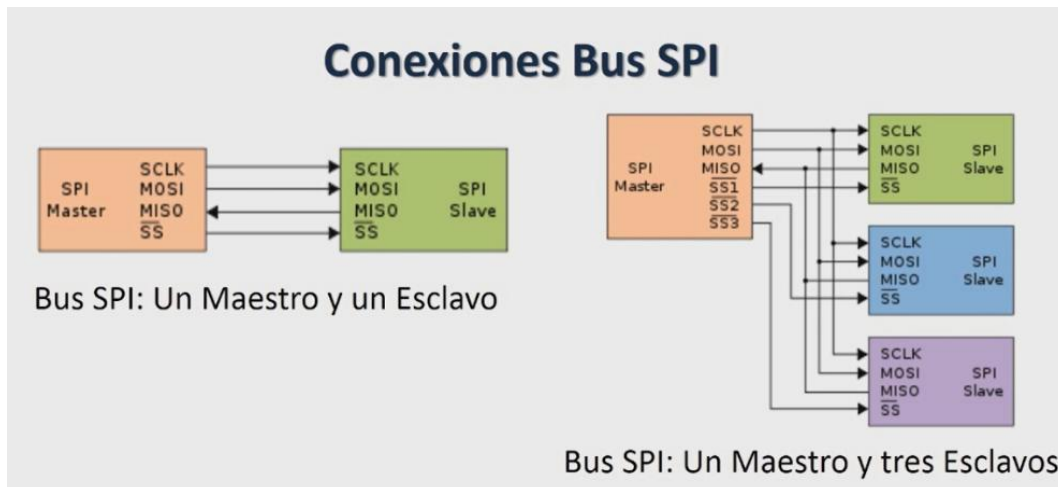 Conexiones Bus SPI
SPI
Master
SCLK
MOSI
MISO
SS
SCLK
MOSI
MISO
SS
SPI
Slave
Bus SPI: Un Maestro y un Esclavo
SPI
Master
SCLK
MOSI
MISO
SS1
SS2
SS3
SCLK
MOSI
MISO
SS
SPI
Slave
SCLK
MOSI
MISO
SS
SPI
Slave
SCLK
MOSI
MISO
SS
SPI
Slave
Bus SPI: Un Maestro y tres Esclavos